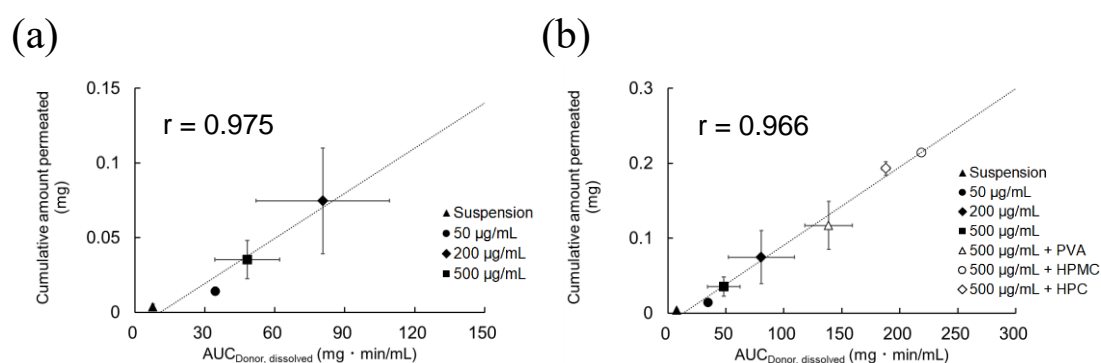 (a)
Cumulative amount permeated
(mg)
0.15
0.1
0.05
0
r = 0.975
▲Suspension
●50 µg/mL
◆200 µg/mL
■500 µg/mL
0
30
60
90
120
150
AUC_Donor, dissolved (mg・min/mL)
(b)
Cumulative amount permeated
(mg)
0.3
0.2
0.1
0
r = 0.966
▲Suspension
●50 µg/mL
◆200 µg/mL
■500 µg/mL
△500 µg/mL + PVA
○500 µg/mL + HPMC
◇500 µg/mL + HPC
0
50
100
150
200
250
300
AUC_Donor, dissolved (mg・min/mL)